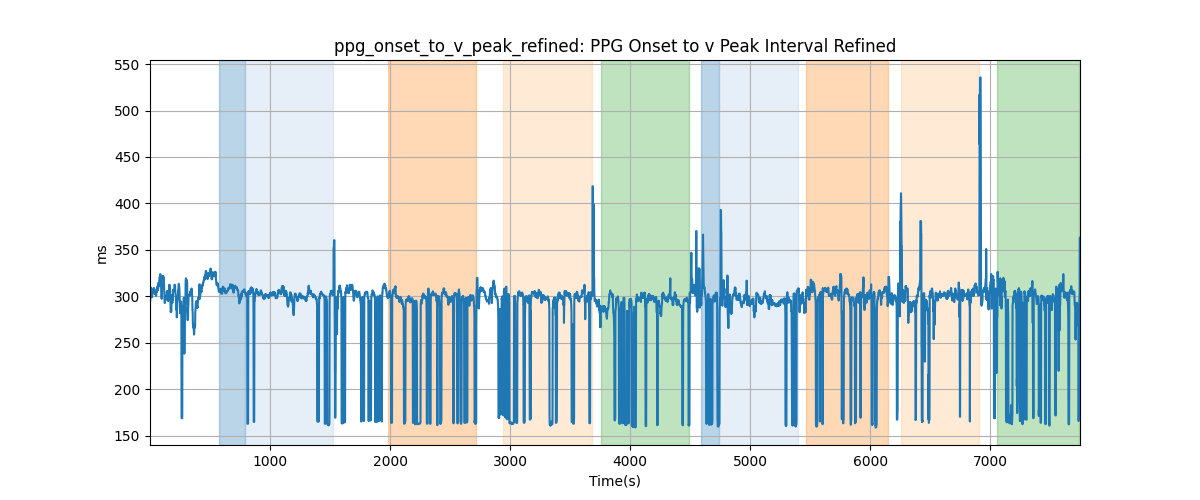 ppg_onset_to_v_peak_refined: PPG Onset to v Peak Interval Refined
550
500
450
400
350
300
250
200
150
ms
1000 2000 3000 4000 5000 6000 7000
Time(s)